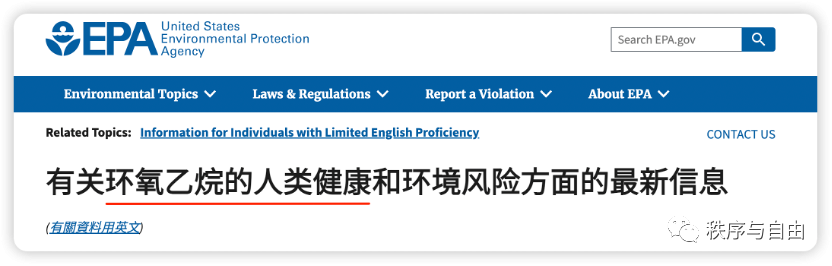 EPA
United States
Environmental Protection
Agency
Search EPA.gov
Environmental Topics
Laws & Regulations
Report a Violation
About EPA
Related Topics: Information for Individuals with Limited English Proficiency
CONTACT US
有关环氧乙烷的人类健康和环境风险方面的最新信息
(有關資料用英文)
秩序与自由